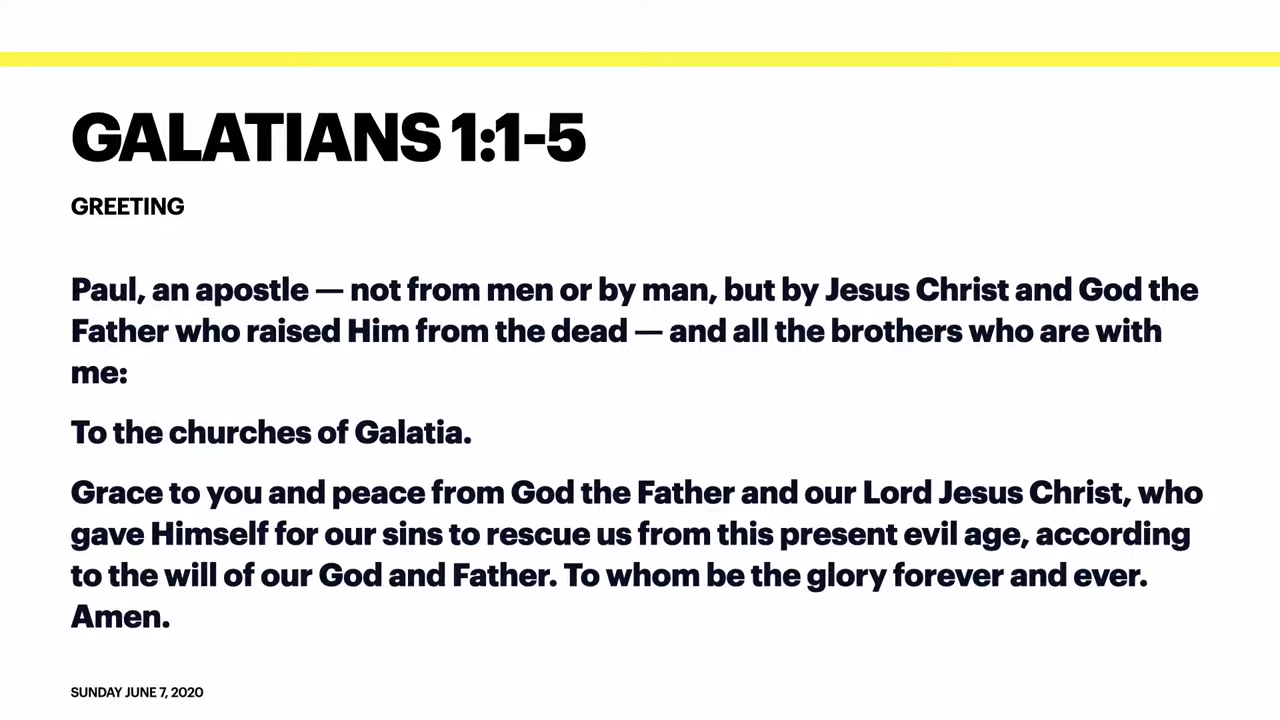 GALATIANS 1:1-5
GREETING
Paul, an apostle — not from men or by man, but by Jesus Christ and God the
Father who raised Him from the dead — and all the brothers who are with
me:
To the churches of Galatia.
Grace to you and peace from God the Father and our Lord Jesus Christ, who
gave Himself for our sins to rescue us from this present evil age, according
to the will of our God and Father. To whom be the glory forever and ever.
Amen.
SUNDAY JUNE 7, 2020